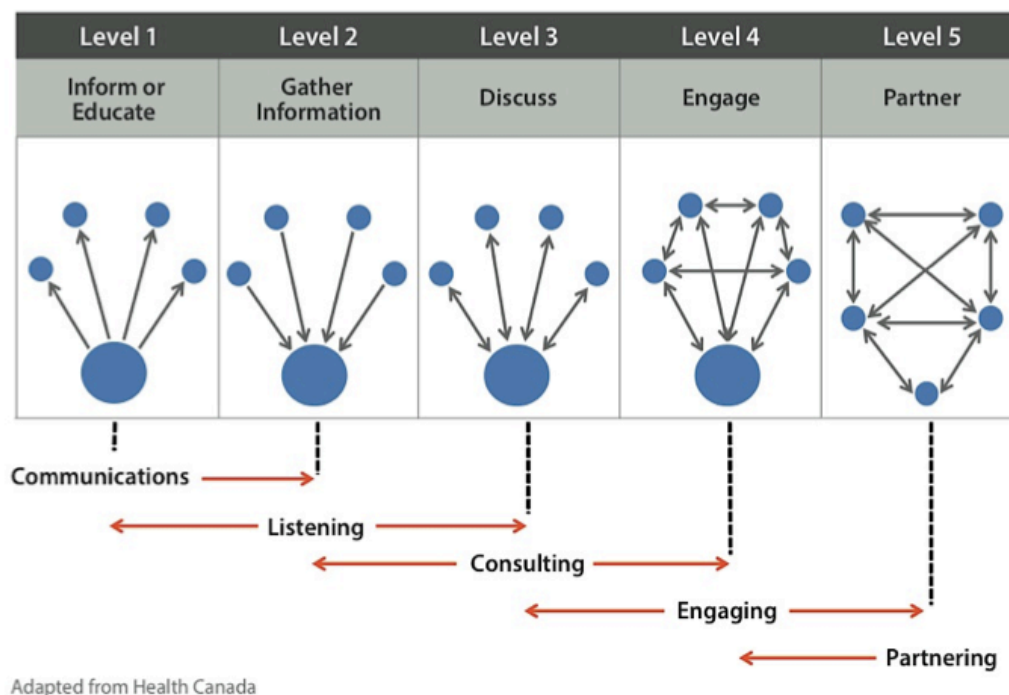 Level 1
Level 2
Level 3
Level 4
Level 5
Inform or
Educate
Gather
Information
Discuss
Engage
Partner
Communications
Listening
Consulting
Engaging
Partnering
Adapted from Health Canada